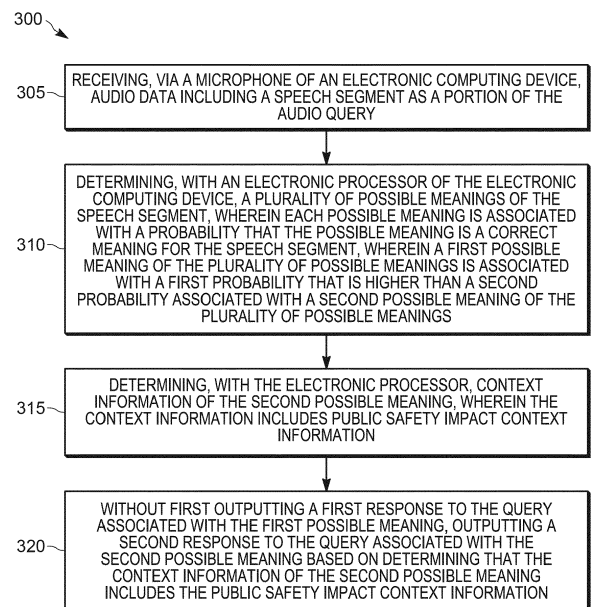 300
305
RECEIVING, VIA A MICROPHONE OF AN ELECTRONIC COMPUTING DEVICE,
AUDIO DATA INCLUDING A SPEECH SEGMENT AS A PORTION OF THE
AUDIO QUERY
310
DETERMINING, WITH AN ELECTRONIC PROCESSOR OF THE ELECTRONIC
COMPUTING DEVICE, A PLURALITY OF POSSIBLE MEANINGS OF THE
SPEECH SEGMENT, WHEREIN EACH POSSIBLE MEANING IS ASSOCIATED
WITH A PROBABILITY THAT THE POSSIBLE MEANING IS A CORRECT
MEANING FOR THE SPEECH SEGMENT, WHEREIN A FIRST POSSIBLE
MEANING OF THE PLURALITY OF POSSIBLE MEANINGS IS ASSOCIATED
WITH A FIRST PROBABILITY THAT IS HIGHER THAN A SECOND
PROBABILITY ASSOCIATED WITH A SECOND POSSIBLE MEANING OF THE
PLURALITY OF POSSIBLE MEANINGS
315
DETERMINING, WITH THE ELECTRONIC PROCESSOR, CONTEXT
INFORMATION OF THE SECOND POSSIBLE MEANING, WHEREIN THE
CONTEXT INFORMATION INCLUDES PUBLIC SAFETY IMPACT CONTEXT
INFORMATION
320
WITHOUT FIRST OUTPUTTING A FIRST RESPONSE TO THE QUERY
ASSOCIATED WITH THE FIRST POSSIBLE MEANING, OUTPUTTING A
SECOND RESPONSE TO THE QUERY ASSOCIATED WITH THE
SECOND POSSIBLE MEANING BASED ON DETERMINING THAT THE
CONTEXT INFORMATION OF THE SECOND POSSIBLE MEANING
INCLUDES THE PUBLIC SAFETY IMPACT CONTEXT INFORMATION